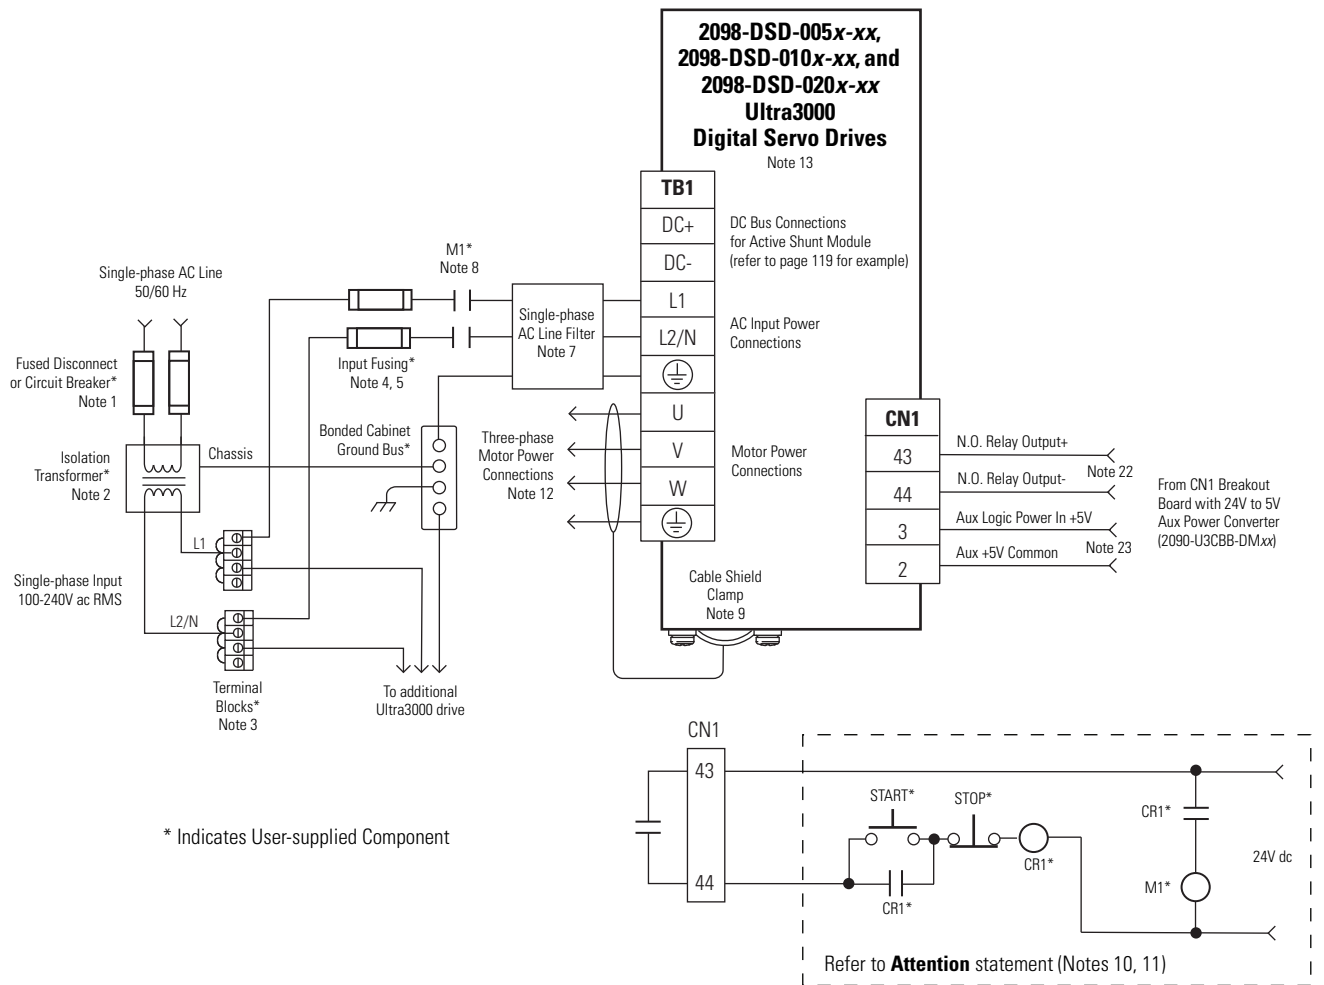 2098-DSD-005x-xx,
2098-DSD-010x-xx, and
2098-DSD-020x-xx
Ultra3000
Digital Servo Drives
Note 13
TB1
DC+
DC-
L1
L2/N
U
V
W
DC Bus Connections
for Active Shunt Module
(refer to page 119 for example)
AC Input Power
Connections
Motor Power
Connections
M1*
Note 8
Single-phase AC Line
50/60 Hz
Single-phase
AC Line Filter
Note 7
Fused Disconnect
or Circuit Breaker*
Note 1
Input Fusing*
Note 4, 5
Isolation
Transformer*
Note 2
Chassis
Bonded Cabinet
Ground Bus*
Three-phase
Motor Power
Connections
Note 12
CN1
43
44
3
2
N.O. Relay Output+
N.O. Relay Output-
Aux Logic Power In +5V
Aux +5V Common
Note 22
Note 23
From CN1 Breakout
Board with 24V to 5V
Aux Power Converter
(2090-U3CBB-DMxx)
L1
Single-phase Input
100-240V ac RMS
L2/N
Cable Shield
Clamp
Note 9
Terminal
Blocks*
Note 3
To additional
Ultra3000 drive
CN1
43
44
START*
STOP*
CR1*
CR1*
CR1*
M1*
24V dc
* Indicates User-supplied Component
Refer to Attention statement (Notes 10, 11)